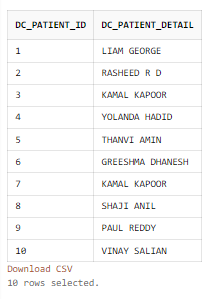 DC_PATIENT_ID DC_PATIENT_DETAIL
1 LIAM GEORGE
2 RASHEED R D
3 KAMAL KAPOOR
4 YOLANDA HADID
5 THANVI AMIN
6 GREESHMA DHANESH
7 KAMAL KAPOOR
8 SHAJI ANIL
9 PAUL REDDY
10 VINAY SALIAN
Download CSV
10 rows selected.